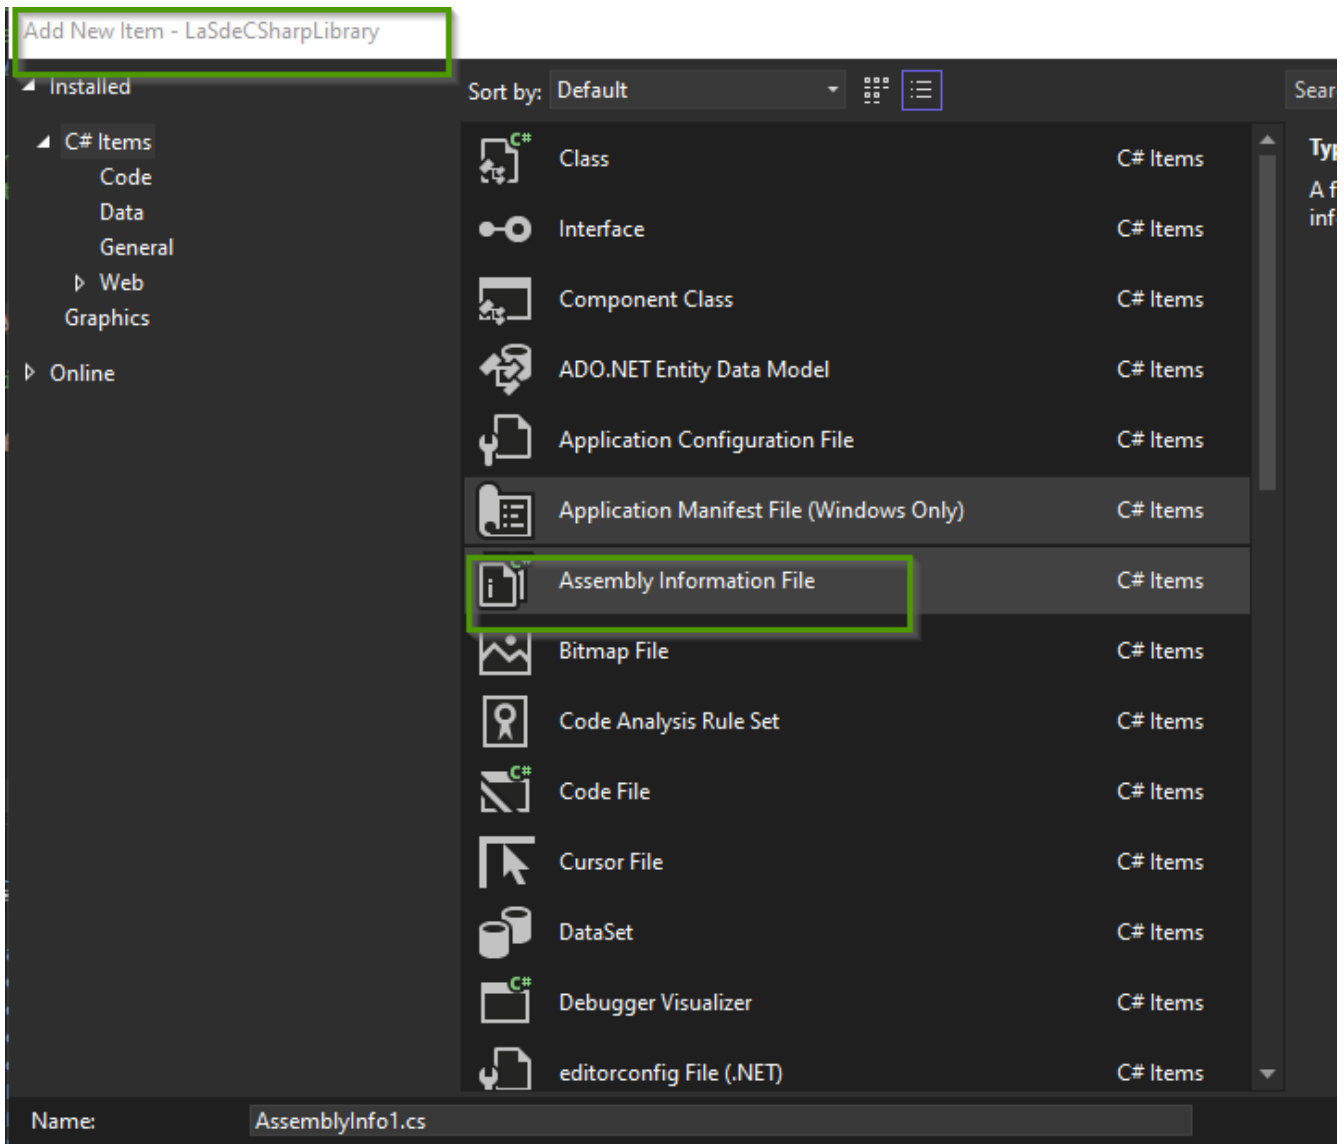 Add New Item - LaSdeCSharpLibrary
Installed
C# Items
Code
Data
General
Web
Graphics
Online
Sort by: Default
Class C# Items
Interface C# Items
Component Class C# Items
ADO.NET Entity Data Model C# Items
Application Configuration File C# Items
Application Manifest File (Windows Only) C# Items
Assembly Information File C# Items
Bitmap File C# Items
Code Analysis Rule Set C# Items
Code File C# Items
Cursor File C# Items
DataSet C# Items
Debugger Visualizer C# Items
editorconfig File (.NET) C# Items
Sear
Typ
A f
inf
Name: AssemblyInfo1.cs